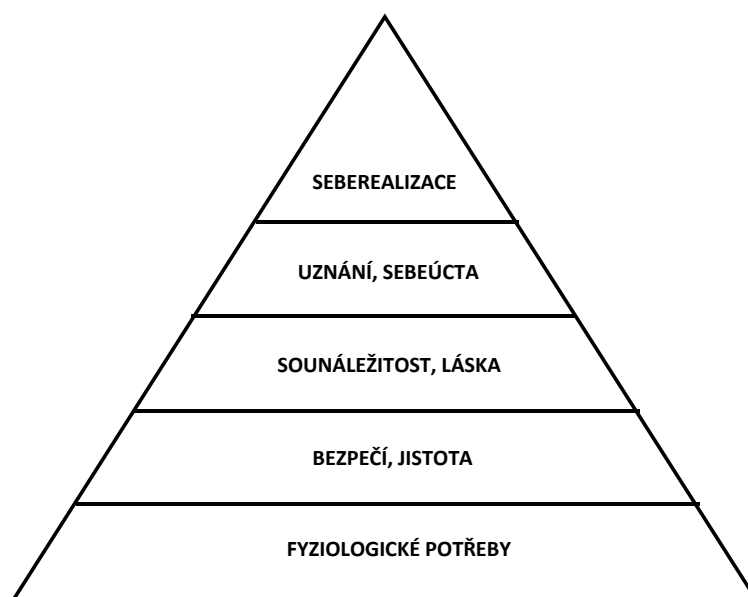 SEBEREALIZACE
UZNÁNÍ, SEBEÚCTA
SOUNÁLEŽITOST, LÁSKA
BEZPEČÍ, JISTOTA
FYZIOLOGICKÉ POTŘEBY